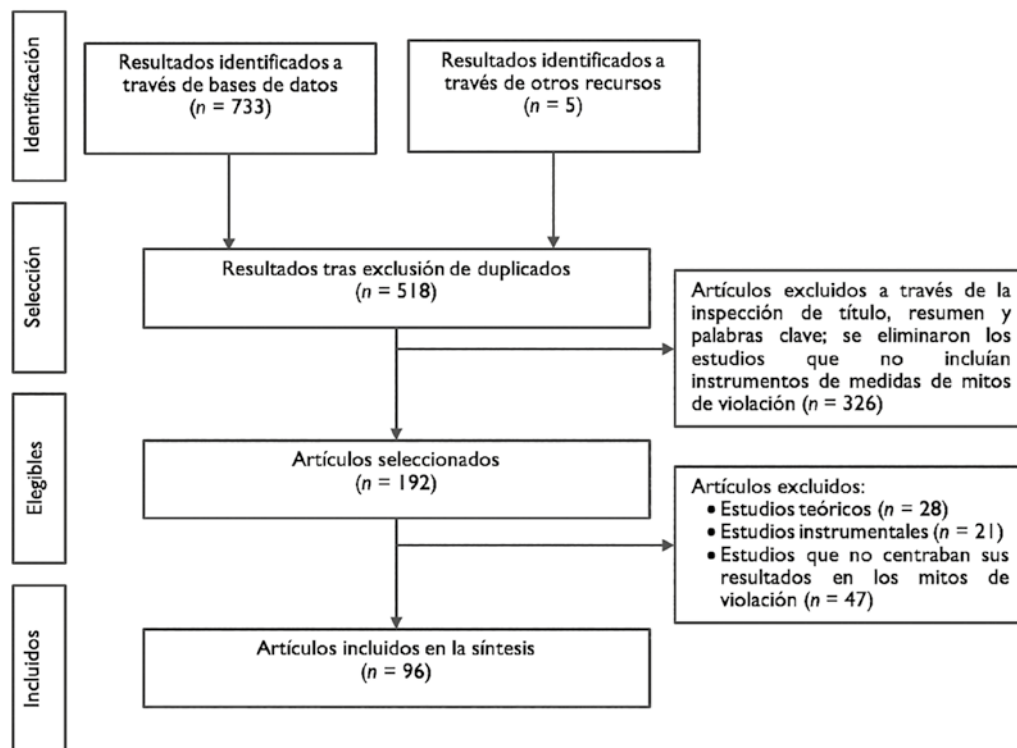 Identificación
Resultados identificados a
través de bases de datos
(n = 733)
Resultados identificados a
través de otros recursos
(n = 5)
Selección
Resultados tras exclusión de duplicados
(n = 518)
Artículos excluidos a través de la
inspección de título, resumen y
palabras clave; se eliminaron los
estudios que no incluían
instrumentos de medidas de mitos
de violación (n = 326)
Elegibles
Artículos seleccionados
(n = 192)
Artículos excluidos:
• Estudios teóricos (n = 28)
• Estudios instrumentales (n = 21)
• Estudios que no centraban sus
resultados en los mitos de
violación (n = 47)
Incluidos
Artículos incluidos en la síntesis
(n = 96)